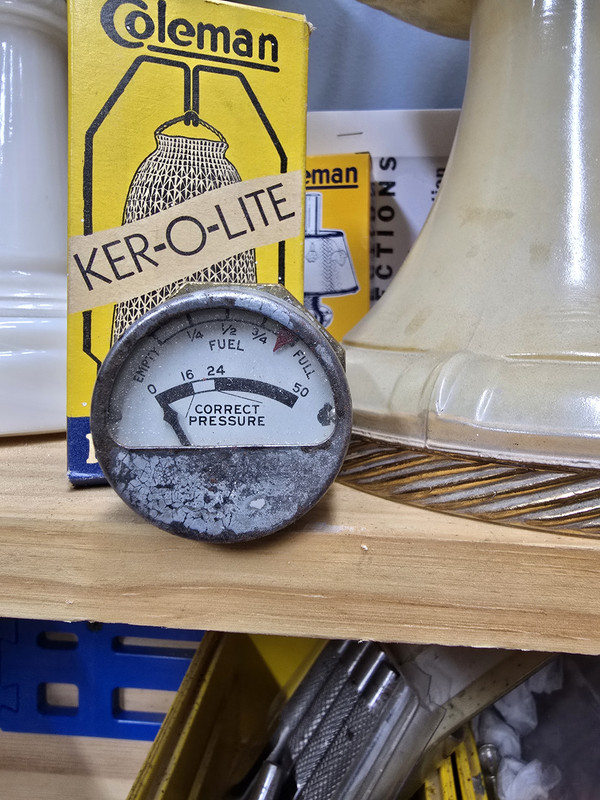 Coleman
KER-O-LITE
eman
ECTIONS
EMPTY 1/4 1/2 3/4 FULL
FUEL
0 16 24 50
CORRECT
PRESSURE